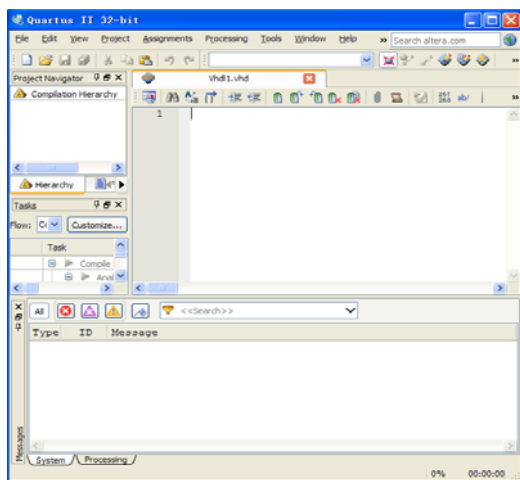 Quartus II 32-bit
File Edit View Project Assignments Processing Tools Window Help » Search altera.com
Project Navigator
Vhdl1.vhd
Compilation Hierarchy
1
Hierarchy
Tasks
Flow: Customize...
Task
Compile
Anal
All <<Search>>
Type ID Message
Messages
System Processing
0% 00:00:00